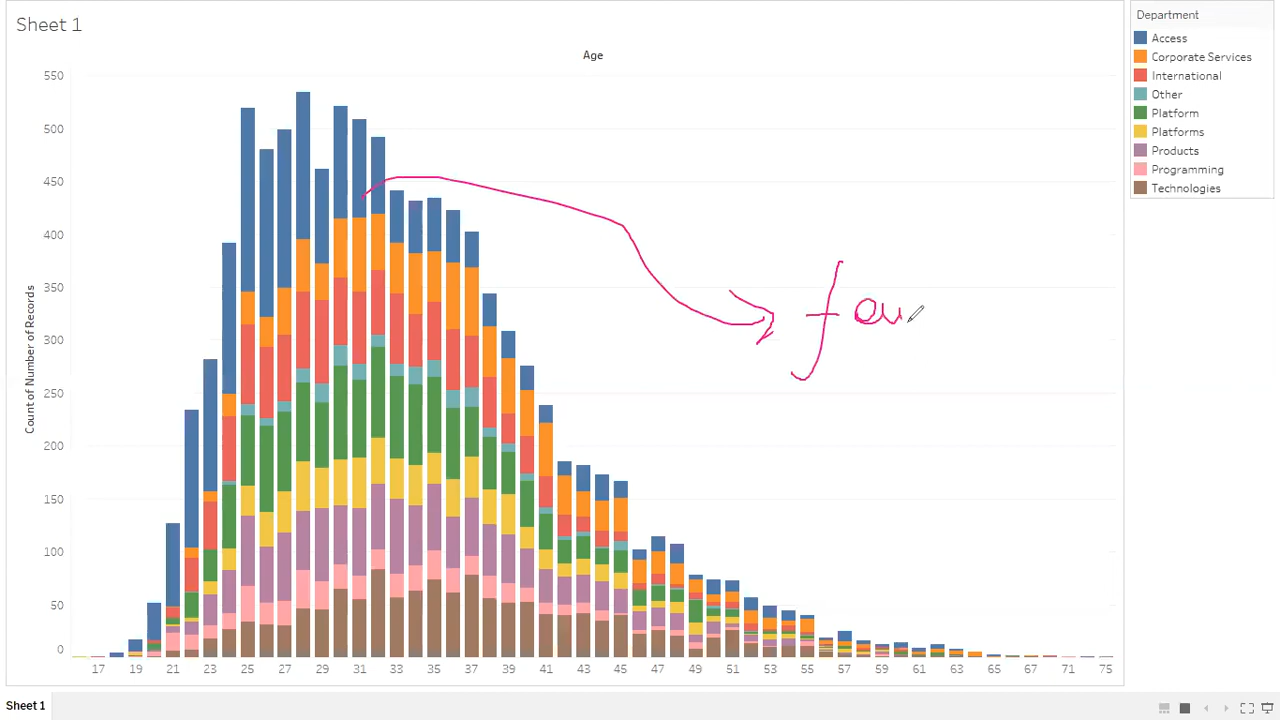 Sheet 1
Age
Department
Access
Corporate Services
International
Other
Platform
Platforms
Products
Programming
Technologies
Count of Number of Records
550
500
450
400
350
300
250
200
150
100
50
0
17 19 21 23 25 27 29 31 33 35 37 39 41 43 45 47 49 51 53 55 57 59 61 63 65 67 71 75
Sheet 1